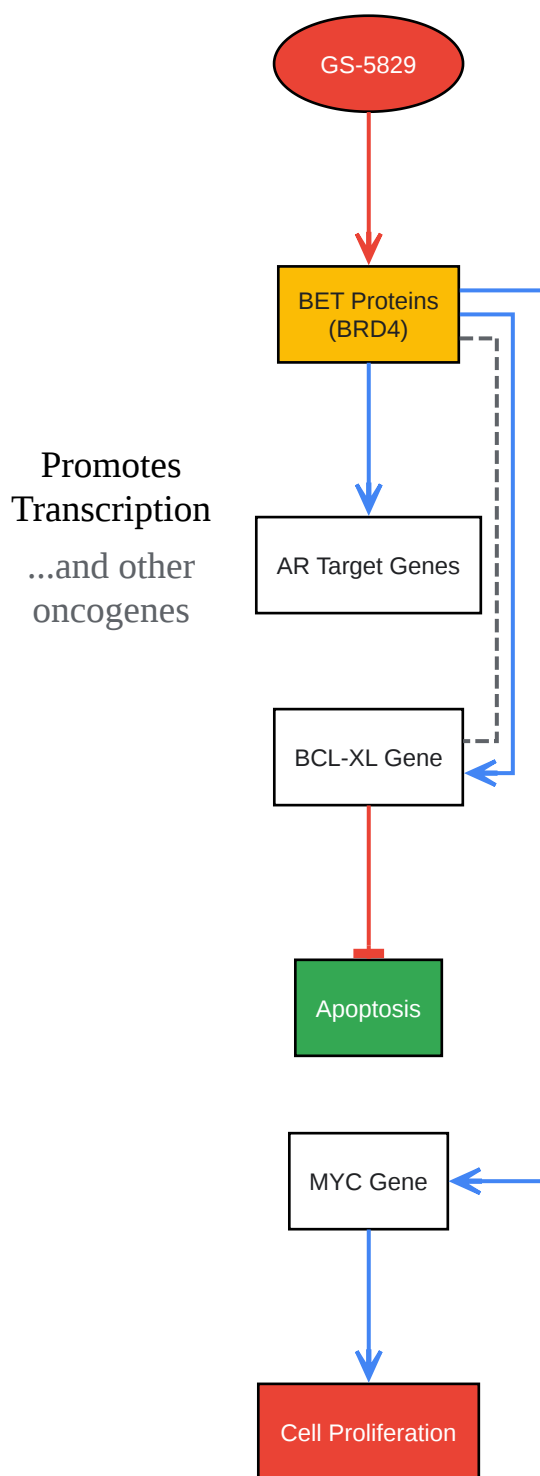 GS-5829
BET Proteins
(BRD4)
Promotes
Transcription
...and other
oncogenes
AR Target Genes
BCL-XL Gene
Apoptosis
MYC Gene
Cell Proliferation